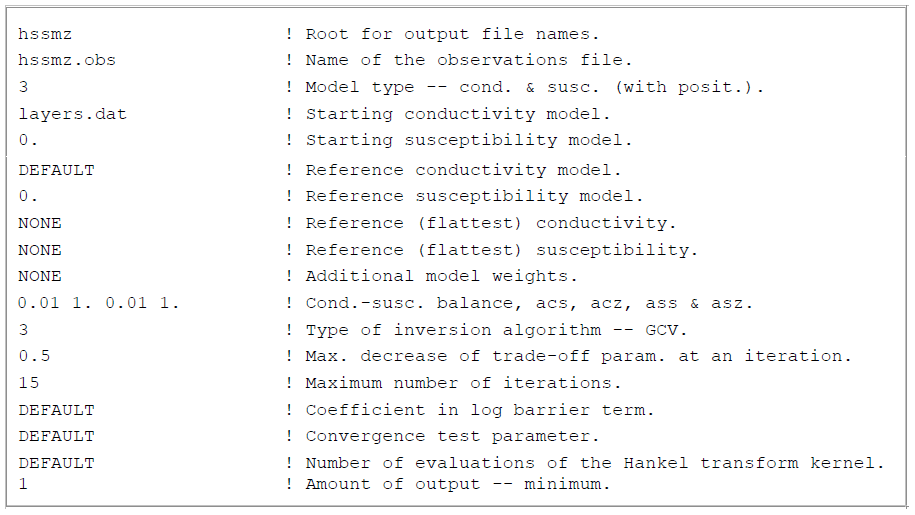 hssmz ! Root for output file names.
hssmz.obs ! Name of the observations file.
3 ! Model type -- cond. & susc. (with posit.).
layers.dat ! Starting conductivity model.
0. ! Starting susceptibility model.
DEFAULT ! Reference conductivity model.
0. ! Reference susceptibility model.
NONE ! Reference (flattest) conductivity.
NONE ! Reference (flattest) susceptibility.
NONE ! Additional model weights.
0.01 1. 0.01 1. ! Cond.-susc. balance, acs, acz, ass & asz.
3 ! Type of inversion algorithm -- GCV.
0.5 ! Max. decrease of trade-off param. at an iteration.
15 ! Maximum number of iterations.
DEFAULT ! Coefficient in log barrier term.
DEFAULT ! Convergence test parameter.
DEFAULT ! Number of evaluations of the Hankel transform kernel.
1 ! Amount of output -- minimum.